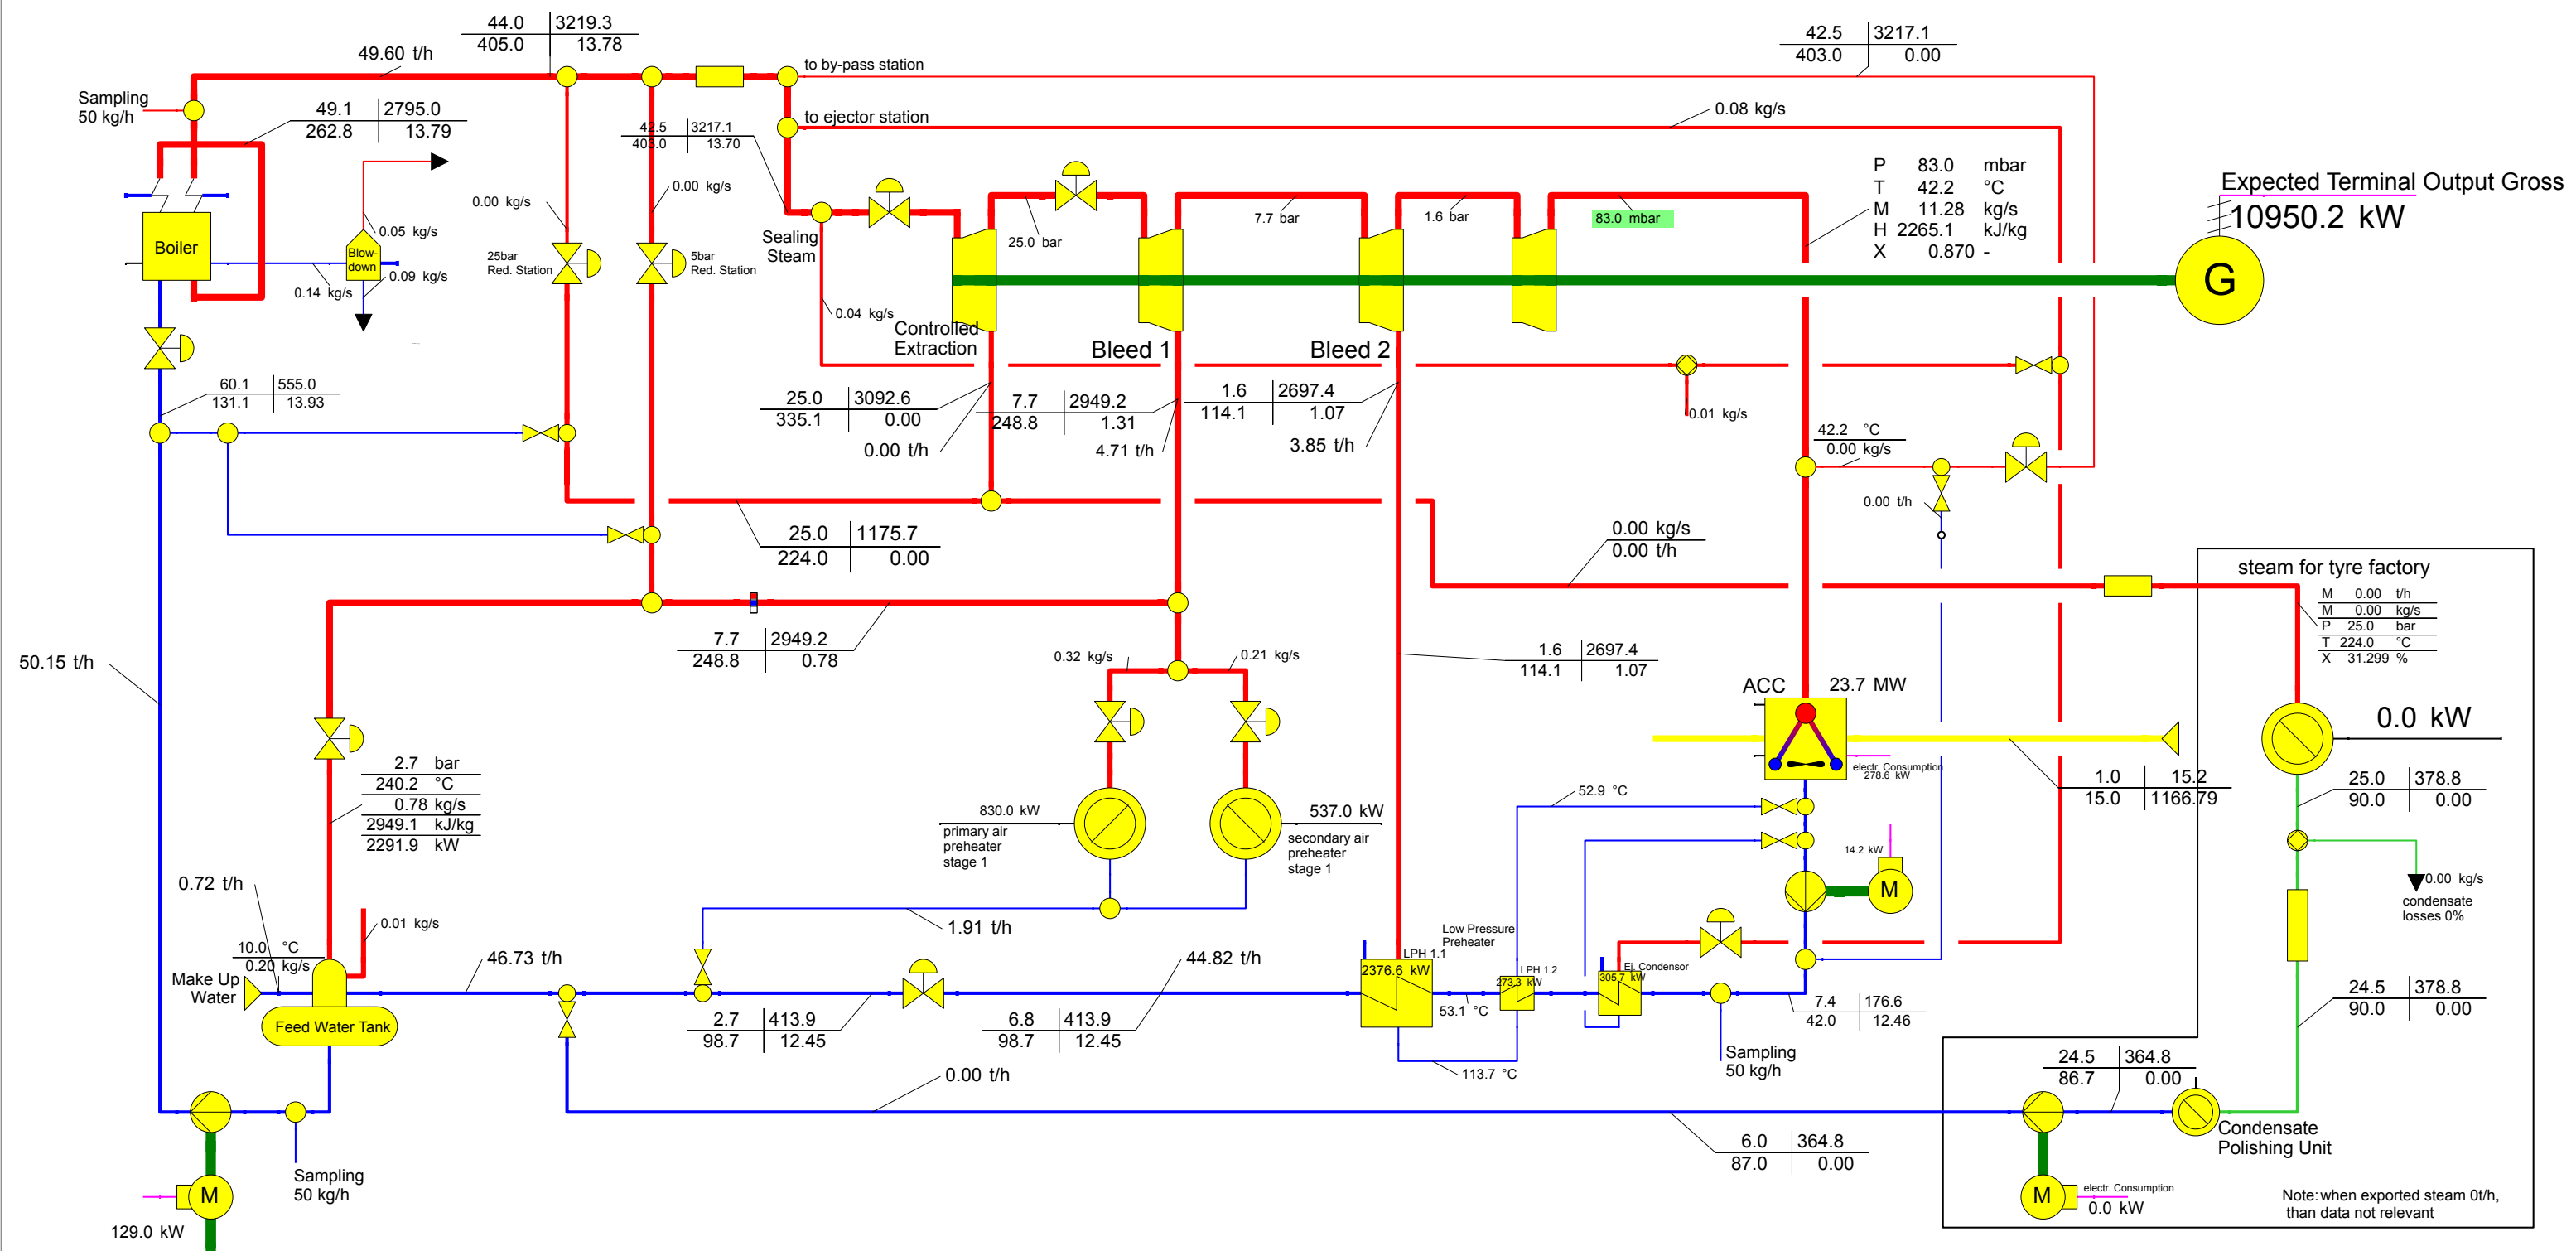 44.0 3219.3
405.0 13.78
49.60 t/h
42.5 3217.1
403.0 0.00
to by-pass station
Sampling
50 kg/h
49.1 2795.0
262.8 13.79
to ejector station
0.08 kg/s
42.5 3217.1
403.0 13.70
P 83.0 mbar
T 42.2 °C
M 11.28 kg/s
H 2265.1 kJ/kg
X 0.870 -
Expected Terminal Output Gross
10950.2 kW
G
0.00 kg/s
0.00 kg/s
7.7 bar
1.6 bar
83.0 mbar
25.0 bar
Sealing
Steam
Boiler
Blow-
down
0.05 kg/s
0.09 kg/s
0.14 kg/s
25bar
Red. Station
5bar
Red. Station
0.04 kg/s
Controlled
Extraction
Bleed 1
Bleed 2
60.1 555.0
131.1 13.93
25.0 3092.6
335.1 0.00
0.00 t/h
7.7 2949.2
248.8 1.31
4.71 t/h
1.6 2697.4
114.1 1.07
3.85 t/h
0.01 kg/s
42.2 °C
0.00 kg/s
0.00 t/h
25.0 1175.7
224.0 0.00
0.00 kg/s
0.00 t/h
steam for tyre factory
M 0.00 t/h
M 0.00 kg/s
P 25.0 bar
T 224.0 °C
X 31.299 %
7.7 2949.2
248.8 0.78
50.15 t/h
0.32 kg/s
0.21 kg/s
1.6 2697.4
114.1 1.07
ACC 23.7 MW
0.0 kW
2.7 bar
240.2 °C
0.78 kg/s
2949.1 kJ/kg
2291.9 kW
electr. Consumption
278.6 kW
1.0 15.2
15.0 1166.79
25.0 378.8
90.0 0.00
52.9 °C
830.0 kW
primary air
preheater
stage 1
537.0 kW
secondary air
preheater
stage 1
14.2 kW
M
0.00 kg/s
condensate
losses 0%
0.72 t/h
0.01 kg/s
1.91 t/h
10.0 °C
0.20 kg/s
Make Up
Water
46.73 t/h
44.82 t/h
Low Pressure
Preheater
LPH 1.1
2376.6 kW
LPH 1.2
273.3 kW
Ej. Condensor
305.7 kW
53.1 °C
7.4 176.6
42.0 12.46
24.5 378.8
90.0 0.00
Feed Water Tank
2.7 413.9
98.7 12.45
6.8 413.9
98.7 12.45
Sampling
50 kg/h
113.7 °C
0.00 t/h
24.5 364.8
86.7 0.00
Condensate
Polishing Unit
6.0 364.8
87.0 0.00
Sampling
50 kg/h
M
129.0 kW
M
electr. Consumption
0.0 kW
Note: when exported steam 0t/h,
than data not relevant